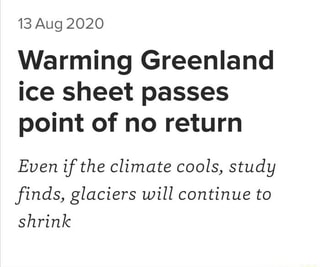 13 Aug 2020
Warming Greenland
ice sheet passes
point of no return
Even if the climate cools, study
finds, glaciers will continue to
shrink